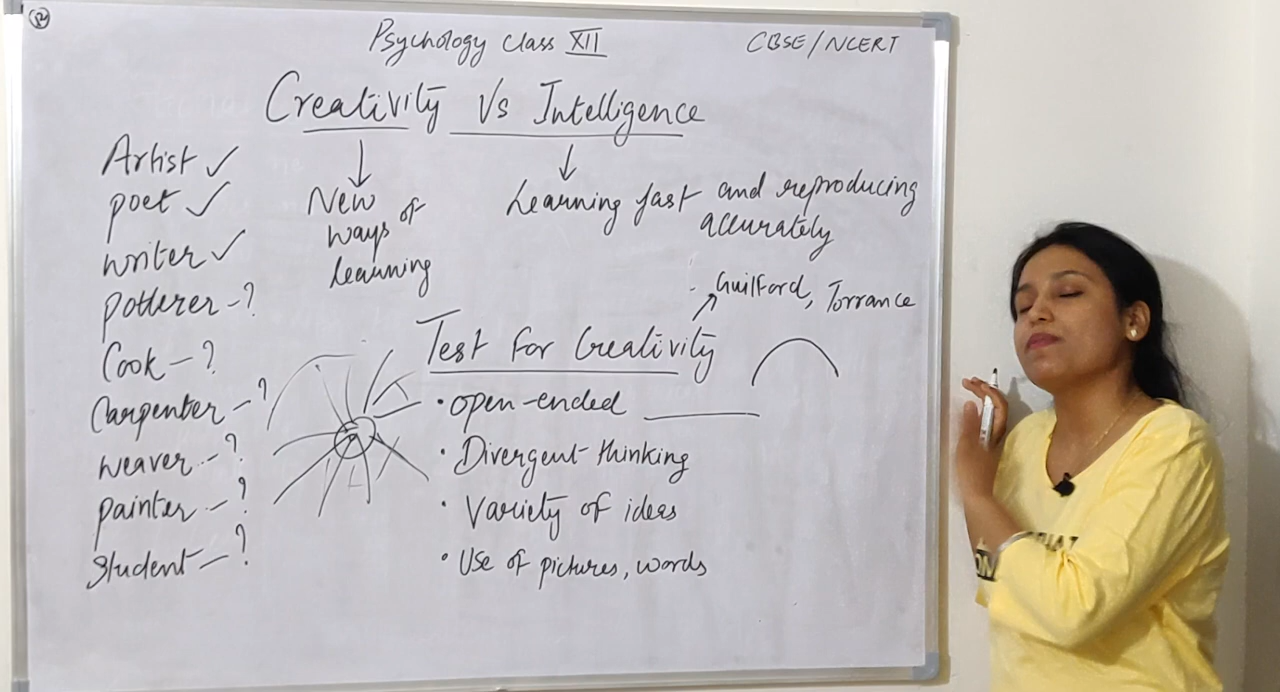 12
Psychology Class XII
CBSE/NCERT
Creativity Vs Intelligence
Artist ✓
poet ✓
writer ✓
potterer - ?
Cook - ?
Carpenter - ?
weaver - ?
painter - ?
Student - ?
New
ways of
learning
Learning fast and reproducing
accurately
Guilford, Torrance
Test for Creativity
• open-ended
• Divergent thinking
• Variety of ideas
• Use of pictures, words